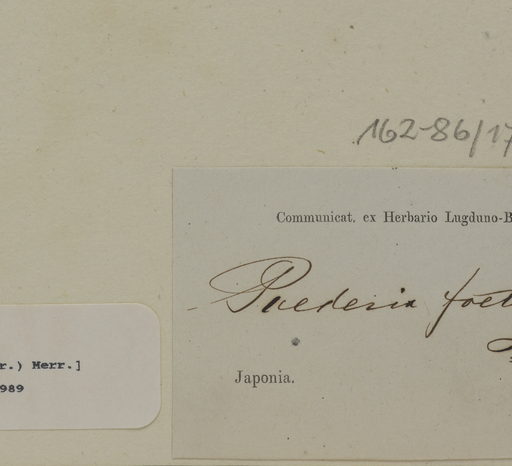 162-86/17
Communicat. ex Herbario Lugduno-B
Paederia foet
r.) Merr.]
989
Japonia.